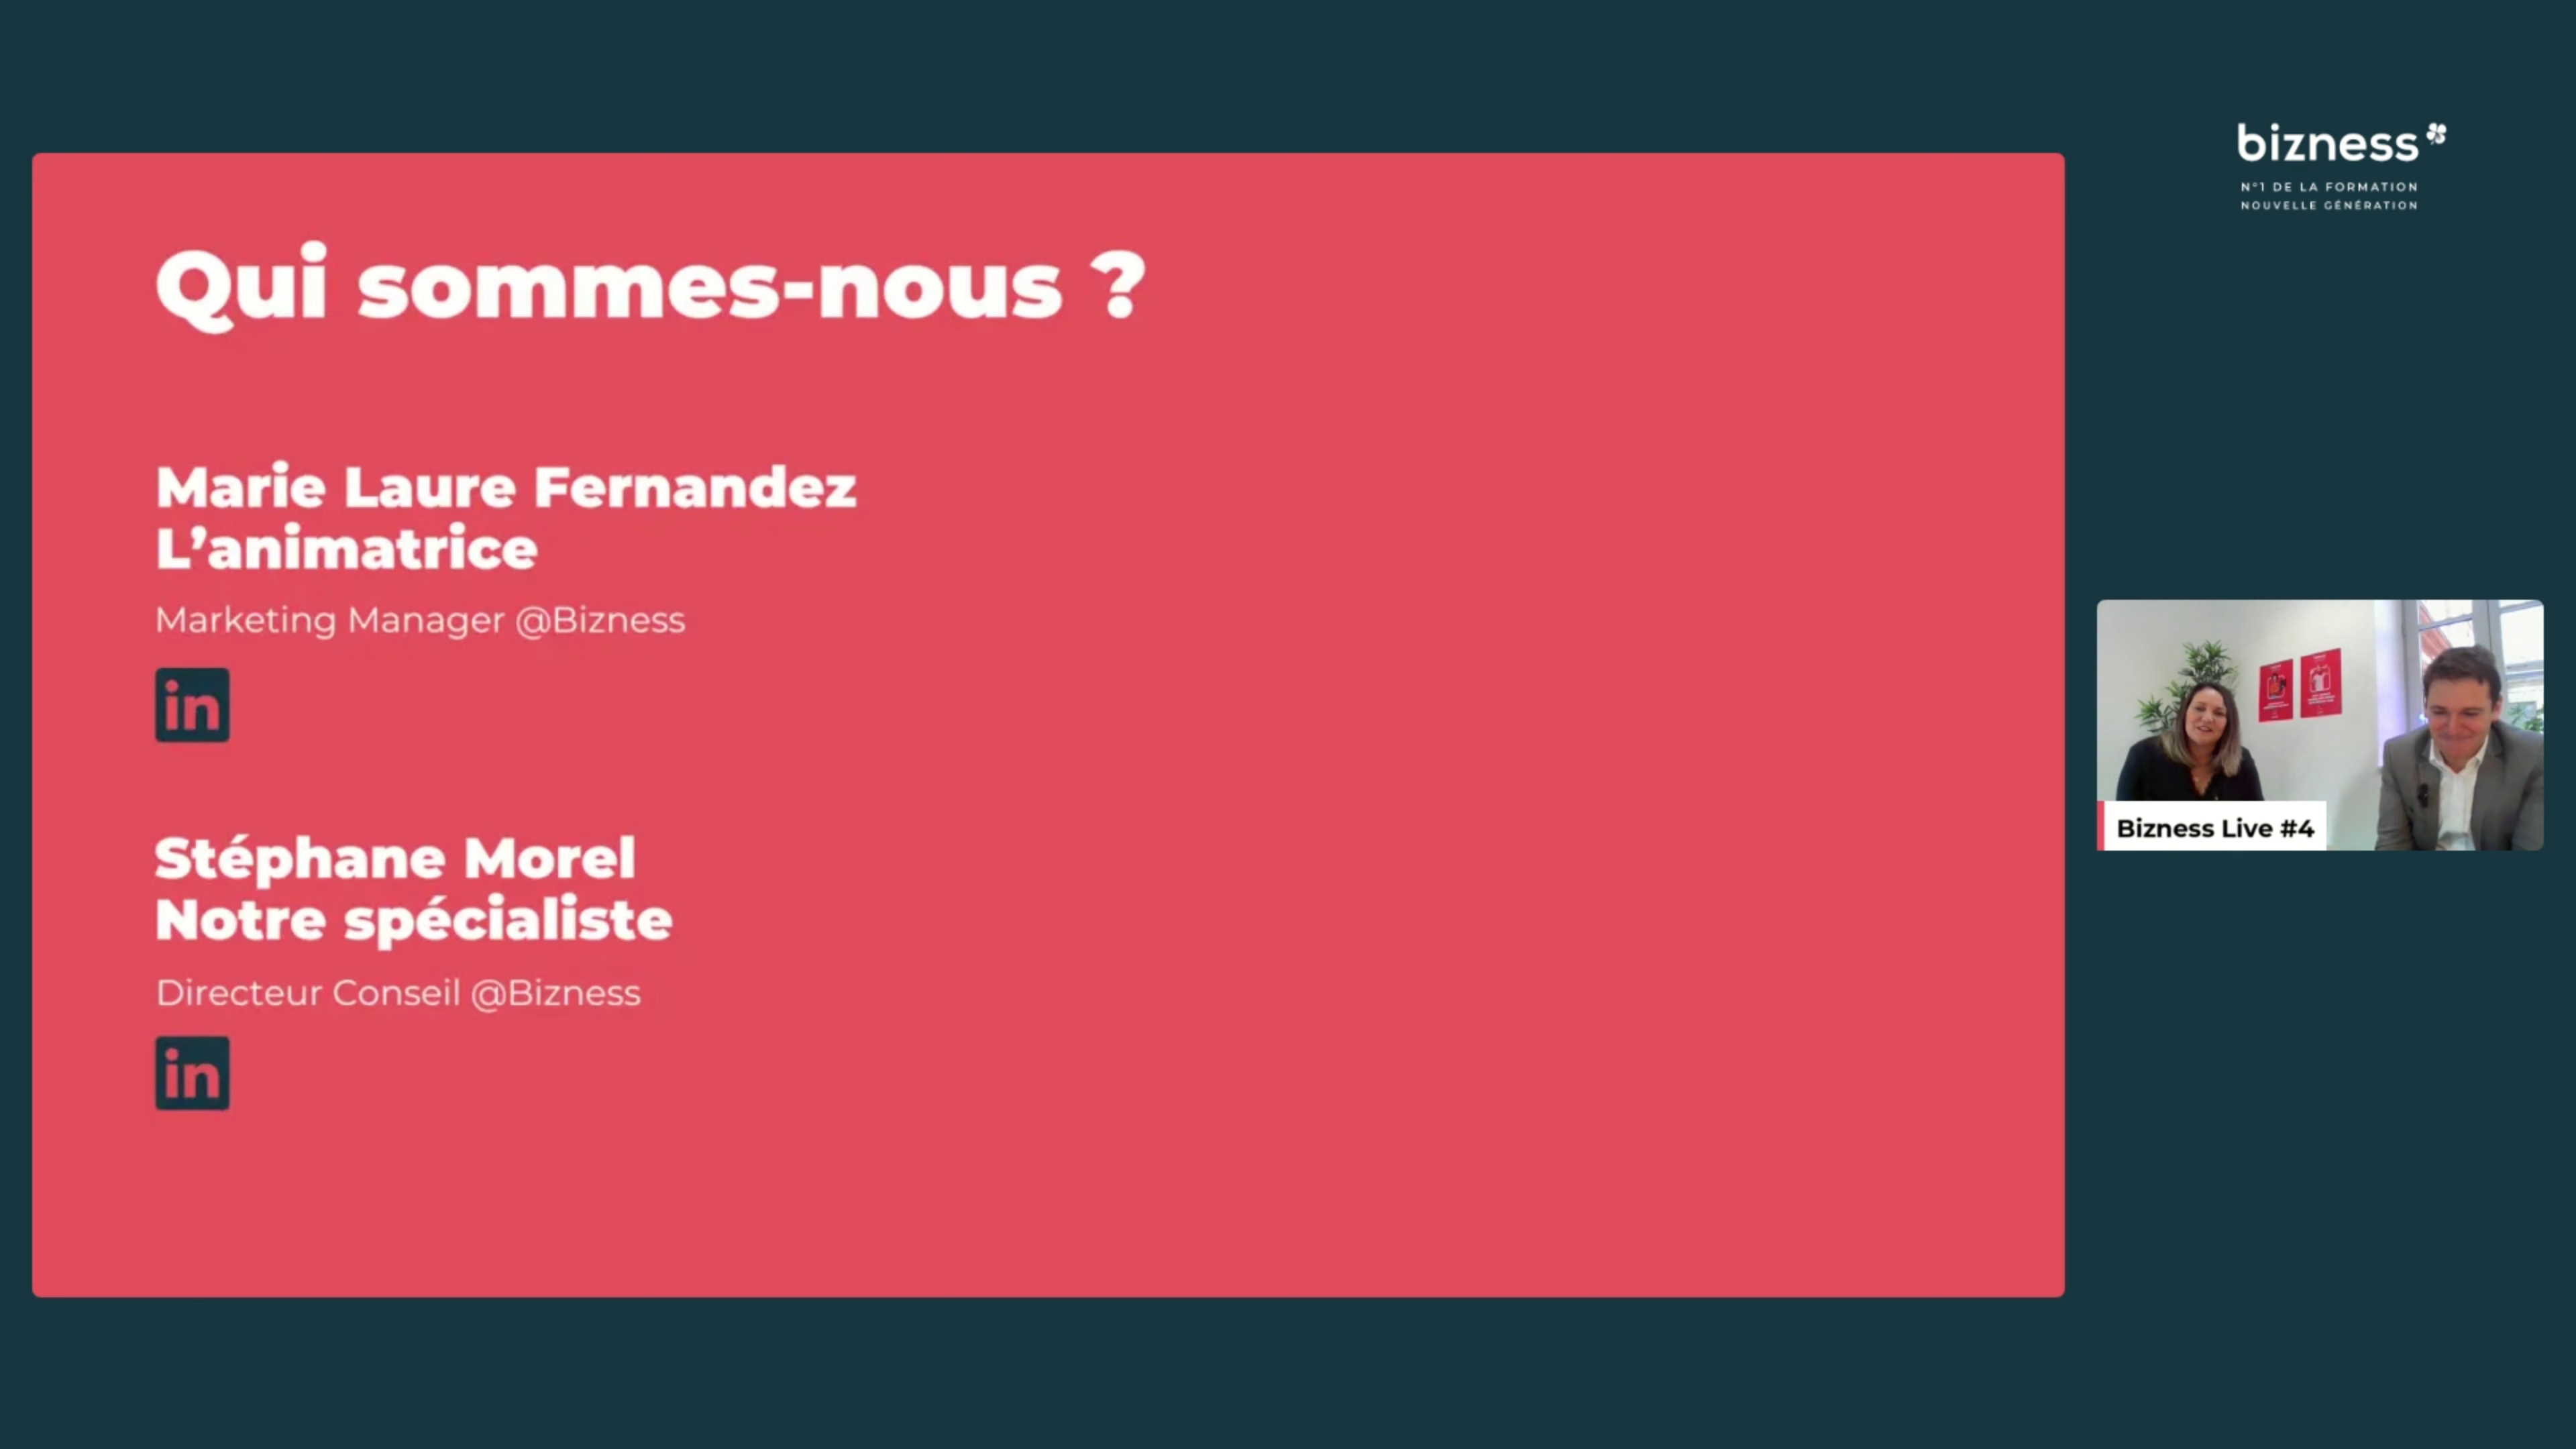 bizness
N°1 DE LA FORMATION
NOUVELLE GÉNÉRATION
Qui sommes-nous ?
Marie Laure Fernandez
L’animatrice
Marketing Manager @Bizness
in
Stéphane Morel
Notre spécialiste
Directeur Conseil @Bizness
in
Bizness Live #4